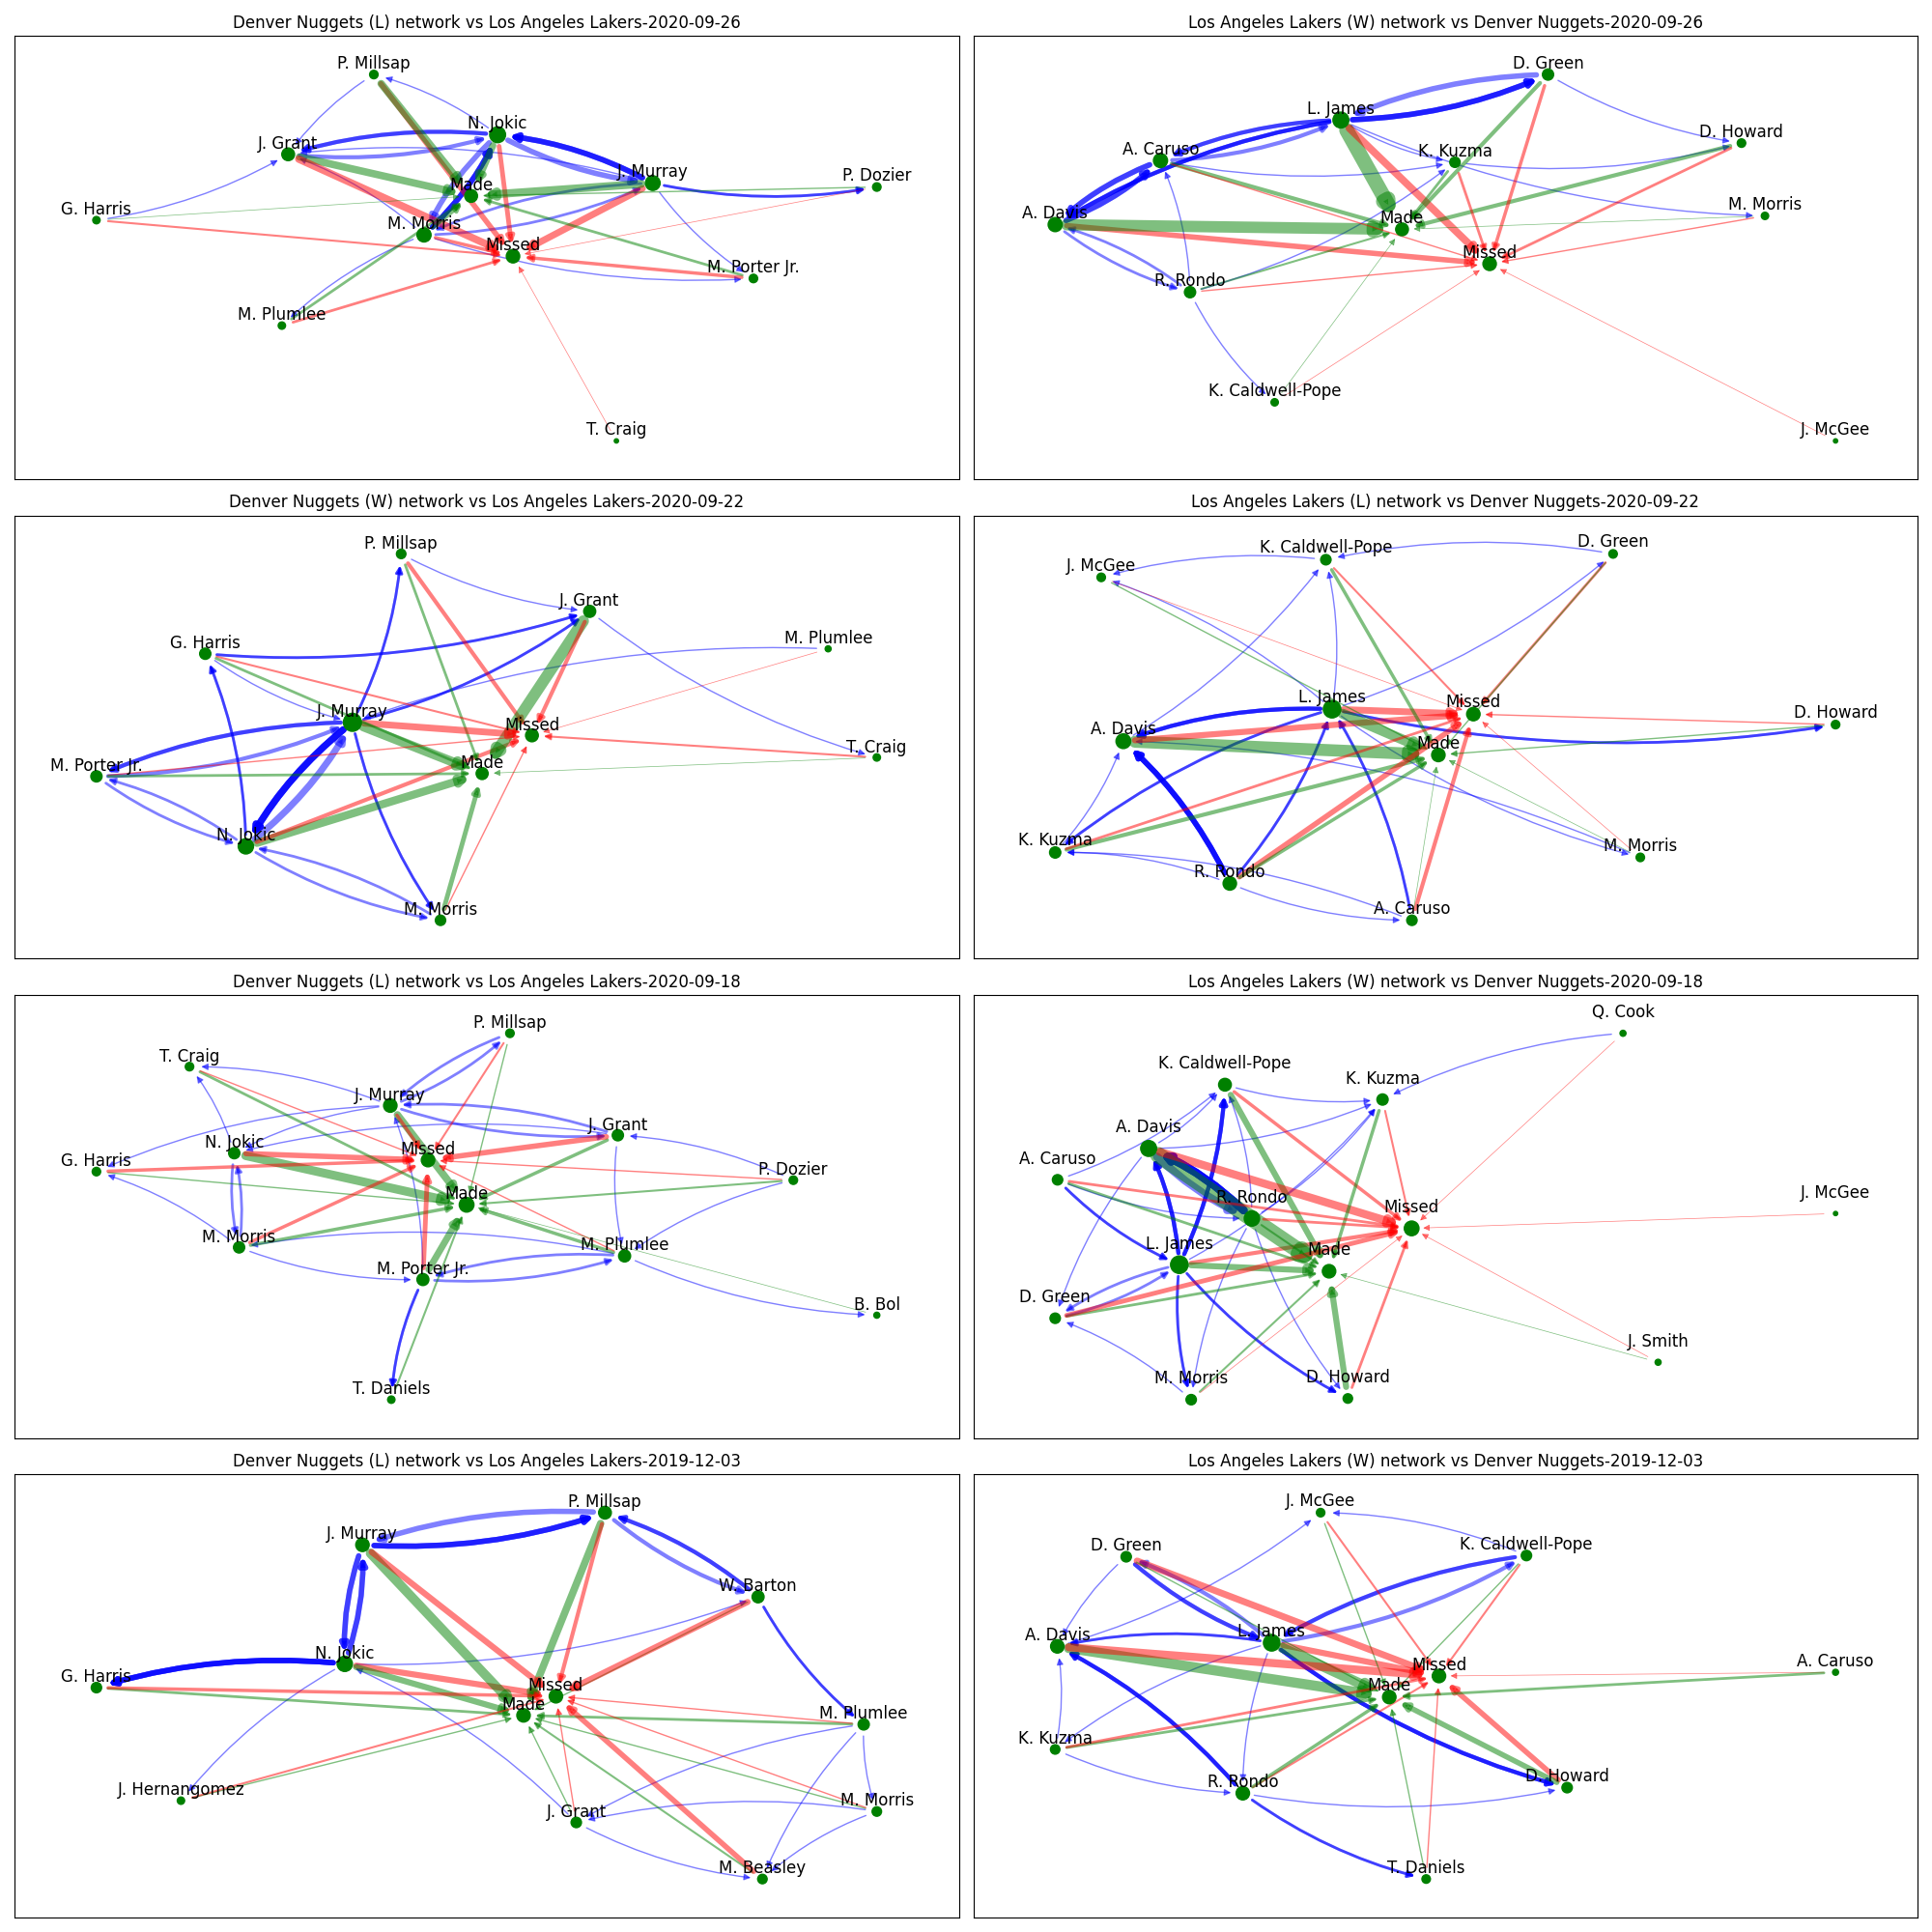 Denver Nuggets (L) network vs Los Angeles Lakers-2020-09-26
P. Millsap
N. Jokic
J. Grant
J. Murray
P. Dozier
Made
G. Harris
M. Morris
Missed
M. Porter Jr.
M. Plumlee
T. Craig
Los Angeles Lakers (W) network vs Denver Nuggets-2020-09-26
D. Green
L. James
D. Howard
A. Caruso
K. Kuzma
M. Morris
A. Davis
Made
Missed
R. Rondo
K. Caldwell-Pope
J. McGee
Denver Nuggets (W) network vs Los Angeles Lakers-2020-09-22
P. Millsap
J. Grant
M. Plumlee
G. Harris
J. Murray
Missed
T. Craig
M. Porter Jr.
Made
N. Jokic
M. Morris
Los Angeles Lakers (L) network vs Denver Nuggets-2020-09-22
D. Green
K. Caldwell-Pope
J. McGee
L. James
Missed
D. Howard
A. Davis
Made
K. Kuzma
M. Morris
R. Rondo
A. Caruso
Denver Nuggets (L) network vs Los Angeles Lakers-2020-09-18
P. Millsap
T. Craig
J. Murray
J. Grant
N. Jokic
Missed
G. Harris
P. Dozier
Made
M. Morris
M. Plumlee
M. Porter Jr.
B. Bol
T. Daniels
Los Angeles Lakers (W) network vs Denver Nuggets-2020-09-18
Q. Cook
K. Caldwell-Pope
K. Kuzma
A. Davis
A. Caruso
J. McGee
R. Rondo
Missed
L. James
Made
D. Green
J. Smith
M. Morris
D. Howard
Denver Nuggets (L) network vs Los Angeles Lakers-2019-12-03
P. Millsap
J. Murray
W. Barton
N. Jokic
G. Harris
Missed
Made
M. Plumlee
J. Hernangomez
M. Morris
J. Grant
M. Beasley
Los Angeles Lakers (W) network vs Denver Nuggets-2019-12-03
J. McGee
D. Green
K. Caldwell-Pope
L. James
A. Davis
Missed
A. Caruso
Made
K. Kuzma
R. Rondo
D. Howard
T. Daniels